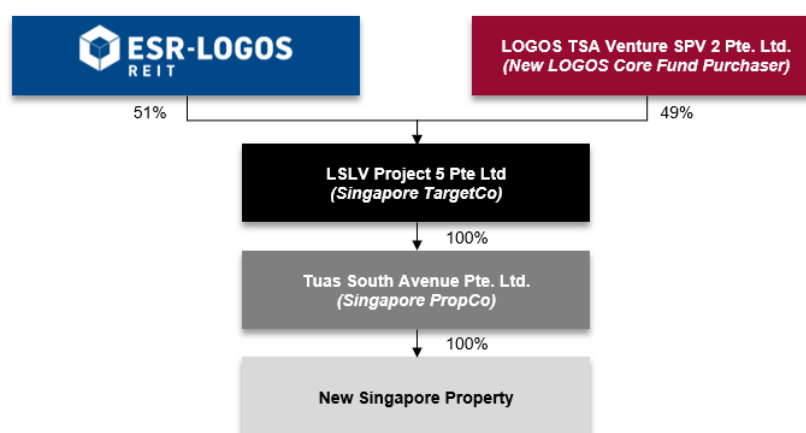 ESR-LOGOS
REIT
LOGOS TSA Venture SPV 2 Pte. Ltd.
(New LOGOS Core Fund Purchaser)
51%
49%
LSLV Project 5 Pte Ltd
(Singapore TargetCo)
100%
Tuas South Avenue Pte. Ltd.
(Singapore PropCo)
100%
New Singapore Property